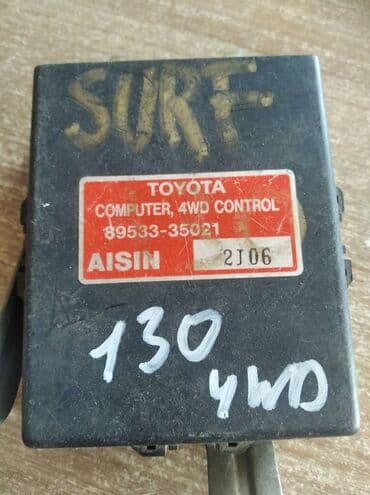 SURF
TOYOTA
COMPUTER, 4WD CONTROL
89533-35021
AISIN 2J06
130
4WD